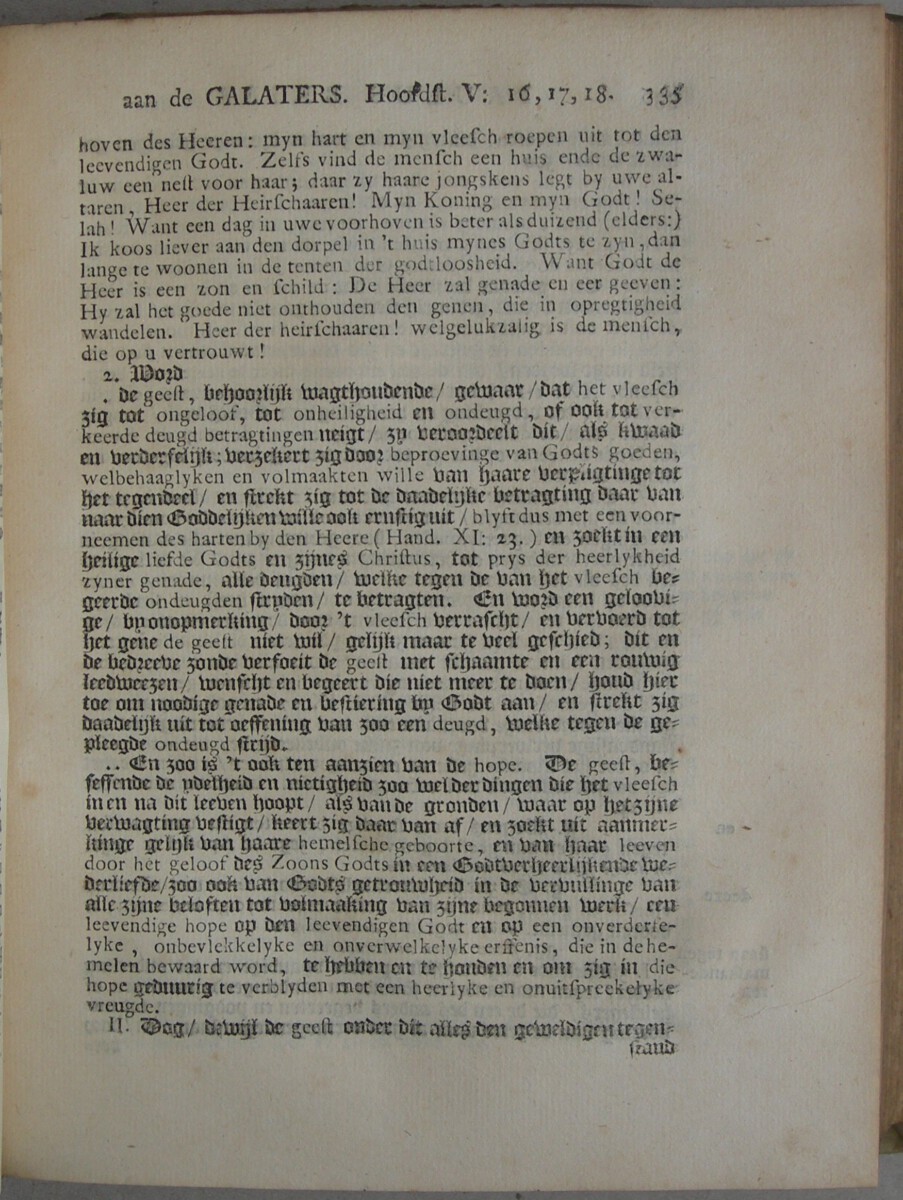 aan de GALATERS. Hoofdſt. V: 16, 17, 18. 335
hoven des Heeren: myn hart en myn vleeſch roepen uit tot den
leevendigen Godt. Zelfs vind de menſch een huis ende de zwa-
luw een neſt voor haar; daar zy haare jongskens legt by uwe al-
taren, Heer der Heirſchaaren! Myn Koning en myn Godt! Se-
lah! Want een dag in uwe voorhoven is beter als duizend (elders:)
Ik koos liever aan den dorpel in 't huis mynes Godts te zyn, dan
lange te woonen in de tenten der godtloosheid. Want Godt de
Heer is een zon en ſchild: De Heer zal genade en eer geeven:
Hy zal het goede niet onthouden den genen, die in opregtigheid
wandelen. Heer der heirſchaaren! welgelukzalig is de menſch,
die op u vertrouwt!
2. Word
. de geeſt, behoorlijk wagthoudende/ gewaar/ dat het vleeſch
zig tot ongeloof, tot onheiligheid en ondeugd, of ook tot ver-
keerde deugd betragtingen neigt/ zy veroordeelt dit/ als kwaad
en verderfelijk; verzekert zig door beproevinge van Godts goeden,
welbehaaglyken en volmaakten wille van haare verpligtinge tot
het tegendeel/ en ſtrekt zig tot de daadelijke betragting daar van
naar dien Goddelijken wille ook ernſtig uit/ blyft dus met een voor-
neemen des harten by den Heere (Hand. XI: 23.) en zoekt in een
heilige liefde Godts en zijnes Chriſtus, tot prys der heerlykheid
zyner genade, alle deugden/ welke tegen de van het vleeſch be-
geerde ondeugden ſtryden/ te betragten. En word een geloovi-
ge/ by onopmerking/ door 't vleeſch verraſcht/ en vervoerd tot
het gene de geeſt niet wil/ gelijk maar te veel geſchied; dit en
de bedreeve zonde verfoeit de geeſt met ſchaamte en een rouwig
leedweezen/ wenſcht en begeert die niet meer te doen/ houd hier
toe om noodige genade en beſtiering by Godt aan/ en ſtrekt zig
daadelijk uit tot oeffening van zoo een deugd, welke tegen de ge-
pleegde ondeugd ſtrijd.
.. En zoo is 't ook ten aanzien van de hope. De geeſt, be-
ſeffende de ydelheid en nietigheid zoo wel der dingen die het vleeſch
in en na dit leeven hoopt/ als van de gronden/ waar op het zijne
verwagting veſtigt/ keert zig daar van af/ en zoekt uit aanmer-
kinge gelijk van haare hemelſche geboorte, en van haar leeven
door het geloof des Zoons Godts in een Godtverheerlijkende we-
derliefde/ zoo ook van Godts getrouwheid in de vervullinge van
alle zijne beloften tot volmaaking van zijne begonnen werk/ een
leevendige hope op den leevendigen Godt en op een onverderfe-
lyke, onbevlekkelyke en onverwelkelyke erffenis, die in de he-
melen bewaard word, te hebben en te houden en om zig in die
hope geduurig te verblyden met een heerlyke en onuitſpreekelyke
vreugde.
II. Dog/ dewijl de geeſt onder dit alles den geweldigen tegen-
ſtand